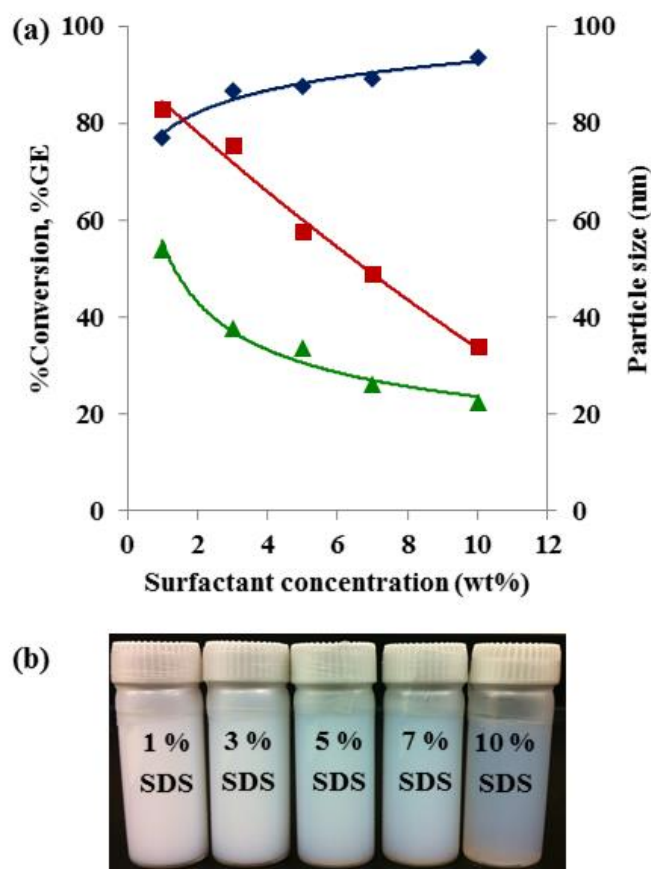 (a)
100
80
60
40
20
0
%Conversion, %GE
100
80
60
40
20
0
Particle size (nm)
0 2 4 6 8 10 12
Surfactant concentration (wt%)
(b)
1 % SDS
3 % SDS
5 % SDS
7 % SDS
10 % SDS